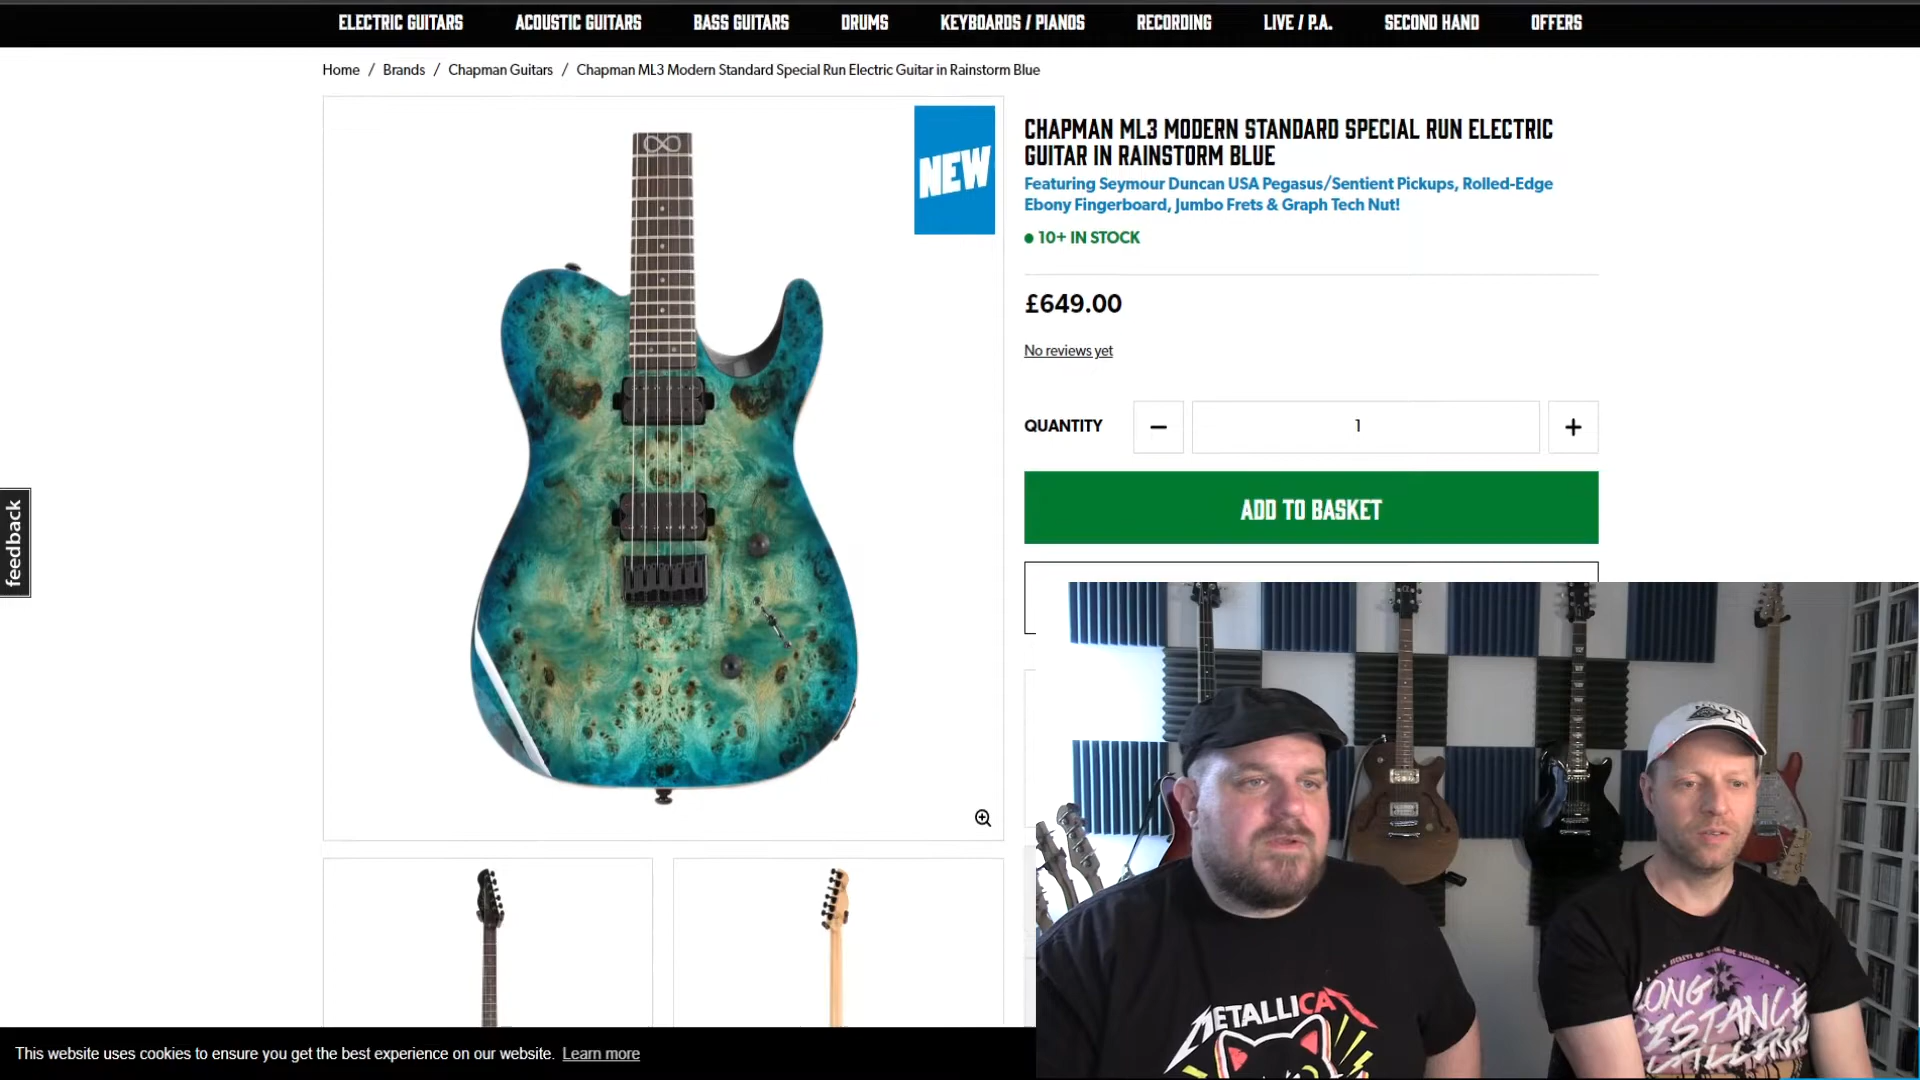 ELECTRIC GUITARS ACOUSTIC GUITARS BASS GUITARS DRUMS KEYBOARDS / PIANOS RECORDING LIVE / P.A. SECOND HAND OFFERS
Home / Brands / Chapman Guitars / Chapman ML3 Modern Standard Special Run Electric Guitar in Rainstorm Blue
NEW
CHAPMAN ML3 MODERN STANDARD SPECIAL RUN ELECTRIC
GUITAR IN RAINSTORM BLUE
Featuring Seymour Duncan USA Pegasus/Sentient Pickups, Rolled-Edge
Ebony Fingerboard, Jumbo Frets & Graph Tech Nut!
10+ IN STOCK
£649.00
No reviews yet
QUANTITY
1
ADD TO BASKET
feedback
METALLICAT
LONG
DISTANCE
CALLING
This website uses cookies to ensure you get the best experience on our website. Learn more